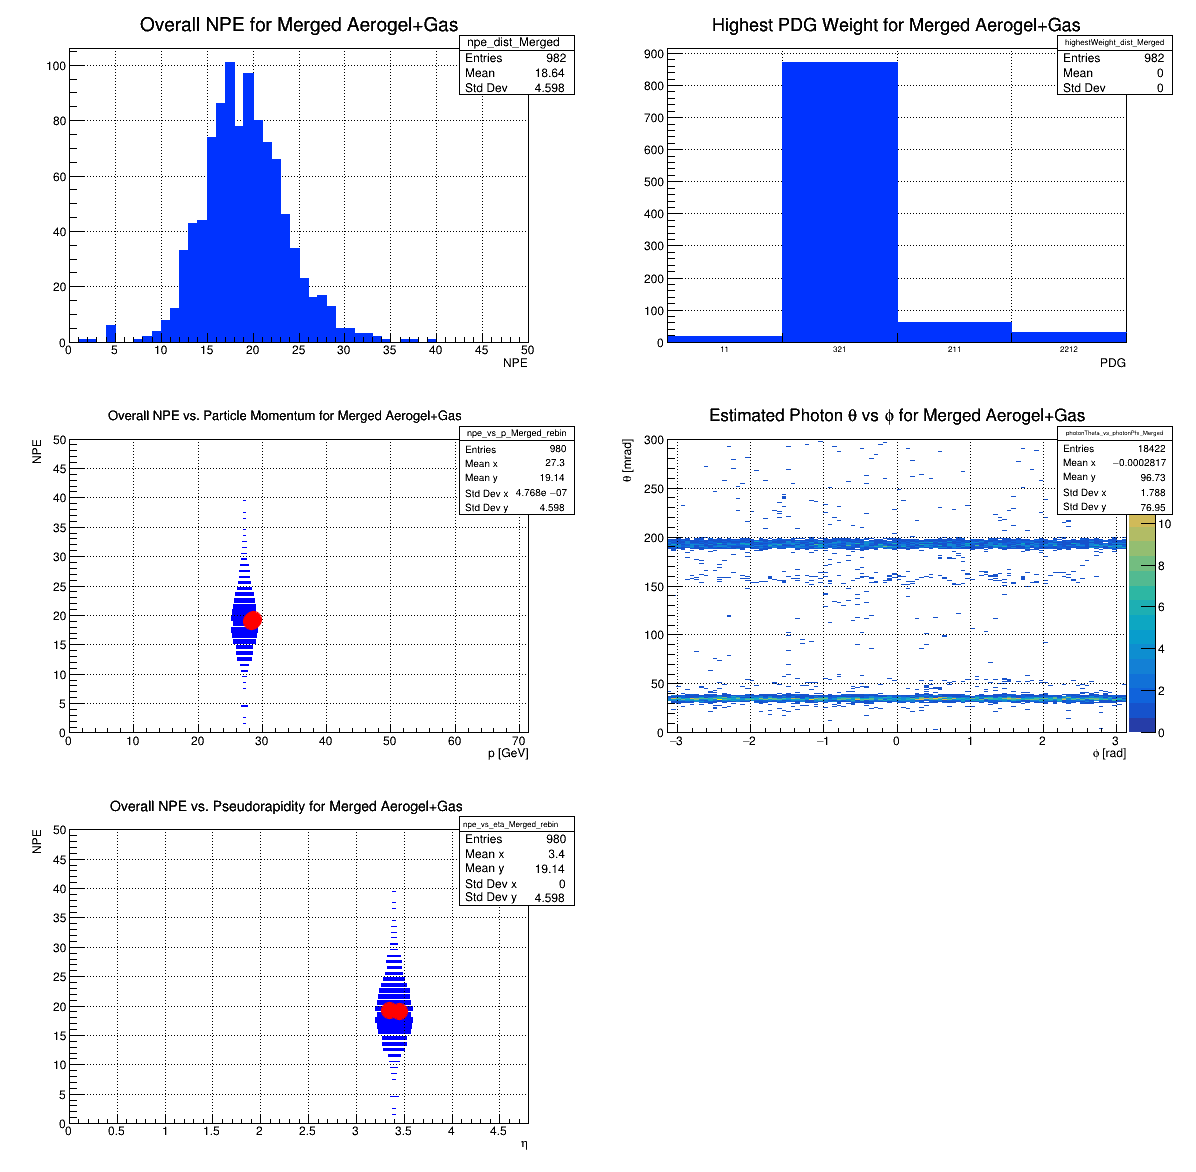 Overall NPE for Merged Aerogel+Gas
npe_dist_Merged
Entries 982
Mean 18.64
Std Dev 4.598
100
80
60
40
20
0
0 5 10 15 20 25 30 35 40 45 50
NPE
Highest PDG Weight for Merged Aerogel+Gas
highestWeight_dist_Merged
Entries 982
Mean 0
Std Dev 0
900
800
700
600
500
400
300
200
100
0
11 321 211 2212
PDG
Overall NPE vs. Particle Momentum for Merged Aerogel+Gas
npe_vs_p_Merged_rebin
Entries 980
Mean x 27.3
Mean y 19.14
Std Dev x 4.768e −07
Std Dev y 4.598
NPE
50
45
40
35
30
25
20
15
10
5
0
0 10 20 30 40 50 60 70
p [GeV]
Estimated Photon θ vs ϕ for Merged Aerogel+Gas
photonTheta_vs_photonPhi_Merged
Entries 18422
Mean x −0.0002817
Mean y 96.73
Std Dev x 1.788
Std Dev y 76.95
θ [mrad]
300
250
200
150
100
50
0
−3 −2 −1 0 1 2 3
ϕ [rad]
10
8
6
4
2
0
Overall NPE vs. Pseudorapidity for Merged Aerogel+Gas
npe_vs_eta_Merged_rebin
Entries 980
Mean x 3.4
Mean y 19.14
Std Dev x 0
Std Dev y 4.598
NPE
50
45
40
35
30
25
20
15
10
5
0
0 0.5 1 1.5 2 2.5 3 3.5 4 4.5
η